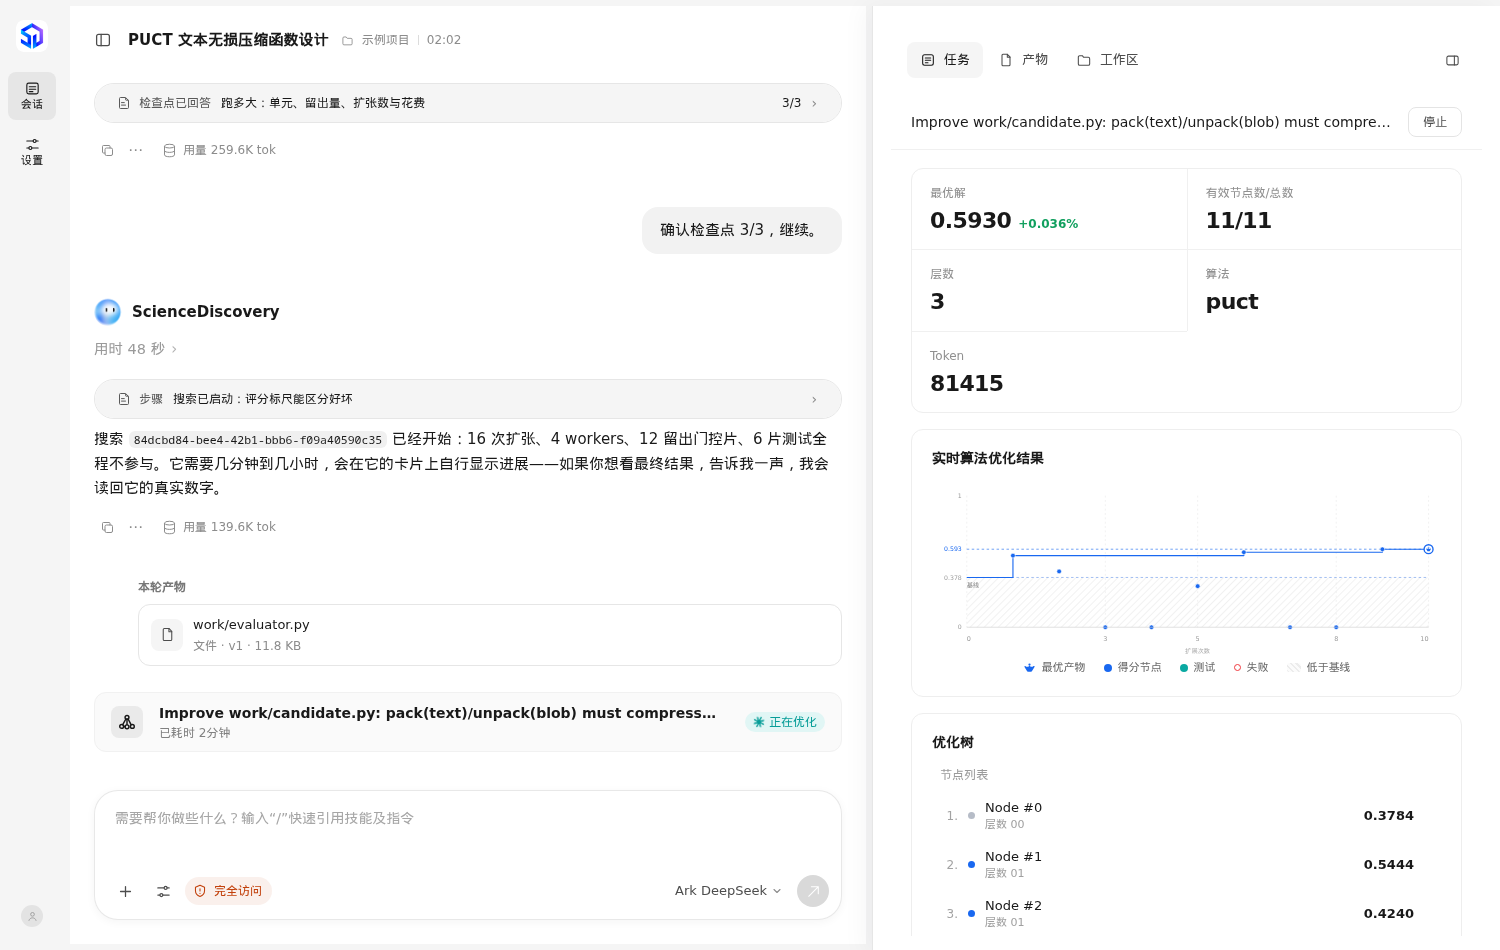 会话
设置
PUCT 文本无损压缩函数设计
示例项目 | 02:02
检查点已回答 跑多大：单元、留出量、扩张数与花费 3/3
用量 259.6K tok
确认检查点 3/3，继续。
ScienceDiscovery
用时 48 秒
步骤 搜索已启动：评分标尺能区分好坏
搜索 84dcbd84-bee4-42b1-bbb6-f09a40590c35 已经开始：16 次扩张、4 workers、12 留出门控片、6 片测试全
程不参与。它需要几分钟到几小时，会在它的卡片上自行显示进展——如果你想看最终结果，告诉我一声，我会
读回它的真实数字。
用量 139.6K tok
本轮产物
work/evaluator.py
文件 · v1 · 11.8 KB
Improve work/candidate.py: pack(text)/unpack(blob) must compress…
已耗时 2分钟
正在优化
需要帮你做些什么？输入“/”快速引用技能及指令
完全访问
Ark DeepSeek
任务
产物
工作区
Improve work/candidate.py: pack(text)/unpack(blob) must compre…
停止
最优解
0.5930 +0.036%
有效节点数/总数
11/11
层数
3
算法
puct
Token
81415
实时算法优化结果
1
0.593
0.378
基线
0
0 3 5 8 10
扩展次数
最优产物 得分节点 测试 失败 低于基线
优化树
节点列表
1. Node #0 0.3784
层数 00
2. Node #1 0.5444
层数 01
3. Node #2 0.4240
层数 01